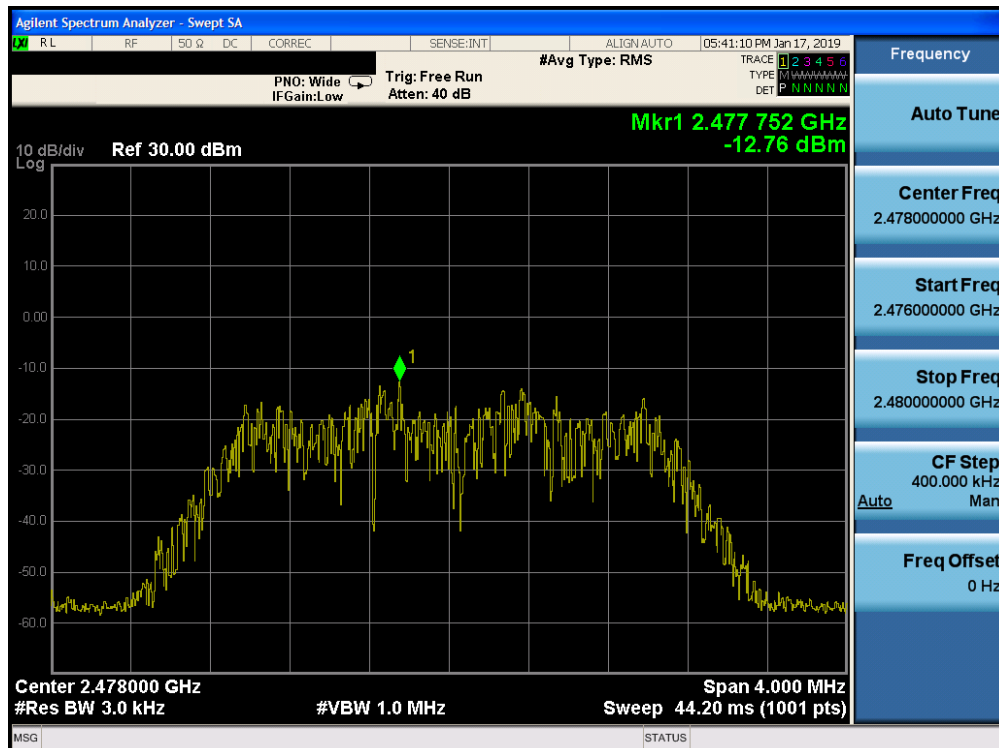 Agilent Spectrum Analyzer - Swept SA
LXI RL RF 50 Ω DC CORREC SENSE:INT ALIGN AUTO 05:41:10 PM Jan 17, 2019
#Avg Type: RMS TRACE 1 2 3 4 5 6
PNO: Wide Trig: Free Run TYPE M WWWWW
IFGain:Low Atten: 40 dB DET P N N N N N
Mkr1 2.477 752 GHz
-12.76 dBm
10 dB/div Ref 30.00 dBm
Log
20.0
10.0
0.00
-10.0
1
-20.0
-30.0
-40.0
-50.0
-60.0
Center 2.478000 GHz Span 4.000 MHz
#Res BW 3.0 kHz #VBW 1.0 MHz Sweep 44.20 ms (1001 pts)
MSG STATUS
Frequency
Auto Tune
Center Freq
2.478000000 GHz
Start Freq
2.476000000 GHz
Stop Freq
2.480000000 GHz
CF Step
400.000 kHz
Auto Man
Freq Offset
0 Hz